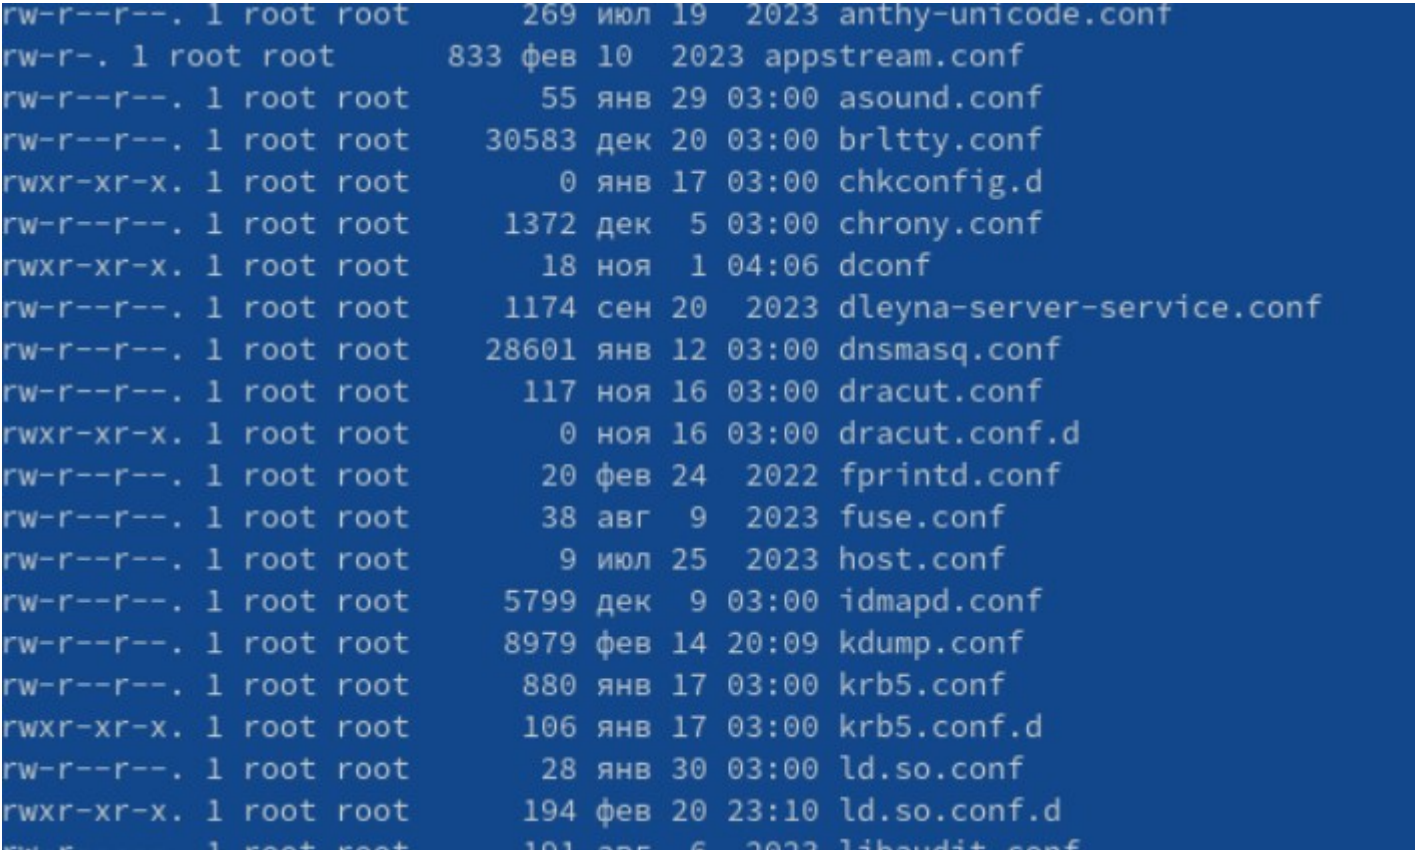 rw-r--r--. 1 root root 269 июл 19 2023 anthy-unicode.conf
rw-r-. 1 root root 833 фев 10 2023 appstream.conf
rw-r--r--. 1 root root 55 янв 29 03:00 asound.conf
rw-r--r--. 1 root root 30583 дек 20 03:00 brltty.conf
rwxr-xr-x. 1 root root 0 янв 17 03:00 chkconfig.d
rw-r--r--. 1 root root 1372 дек 5 03:00 chrony.conf
rwxr-xr-x. 1 root root 18 ноя 1 04:06 dconf
rw-r--r--. 1 root root 1174 сен 20 2023 dleyna-server-service.conf
rw-r--r--. 1 root root 28601 янв 12 03:00 dnsmasq.conf
rw-r--r--. 1 root root 117 ноя 16 03:00 dracut.conf
rwxr-xr-x. 1 root root 0 ноя 16 03:00 dracut.conf.d
rw-r--r--. 1 root root 20 фев 24 2022 fprintd.conf
rw-r--r--. 1 root root 38 авг 9 2023 fuse.conf
rw-r--r--. 1 root root 9 июл 25 2023 host.conf
rw-r--r--. 1 root root 5799 дек 9 03:00 idmapd.conf
rw-r--r--. 1 root root 8979 фев 14 20:09 kdump.conf
rw-r--r--. 1 root root 880 янв 17 03:00 krb5.conf
rwxr-xr-x. 1 root root 106 янв 17 03:00 krb5.conf.d
rw-r--r--. 1 root root 28 янв 30 03:00 ld.so.conf
rwxr-xr-x. 1 root root 194 фев 20 23:10 ld.so.conf.d
1 root root 191 авг 6 2023 libaudit.conf